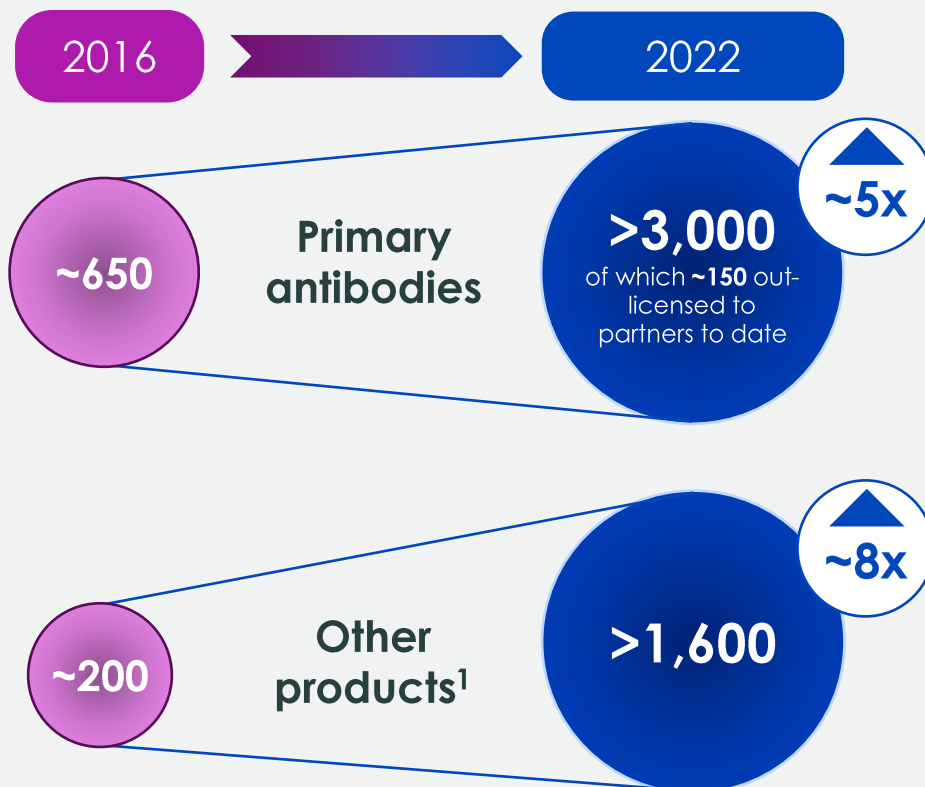 2016
2022
~5x
~650
Primary
antibodies
>3,000
of which ~150 out-
licensed to
partners to date
~8x
~200
Other
products¹
>1,600